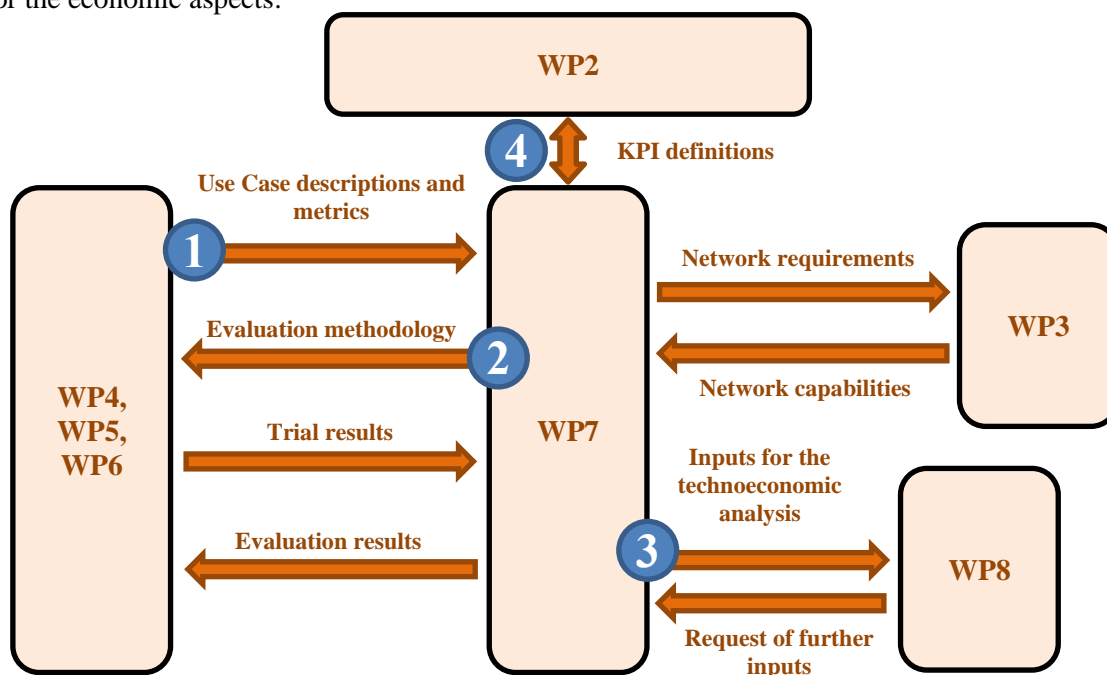 or the economic aspects.
WP2
4
KPI definitions
Use Case descriptions and
metrics
1
Network requirements
Evaluation methodology
2
WP3
Network capabilities
WP4,
WP5,
WP6
Trial results
WP7
Inputs for the
technoeconomic
analysis
Evaluation results
3
WP8
Request of further
inputs